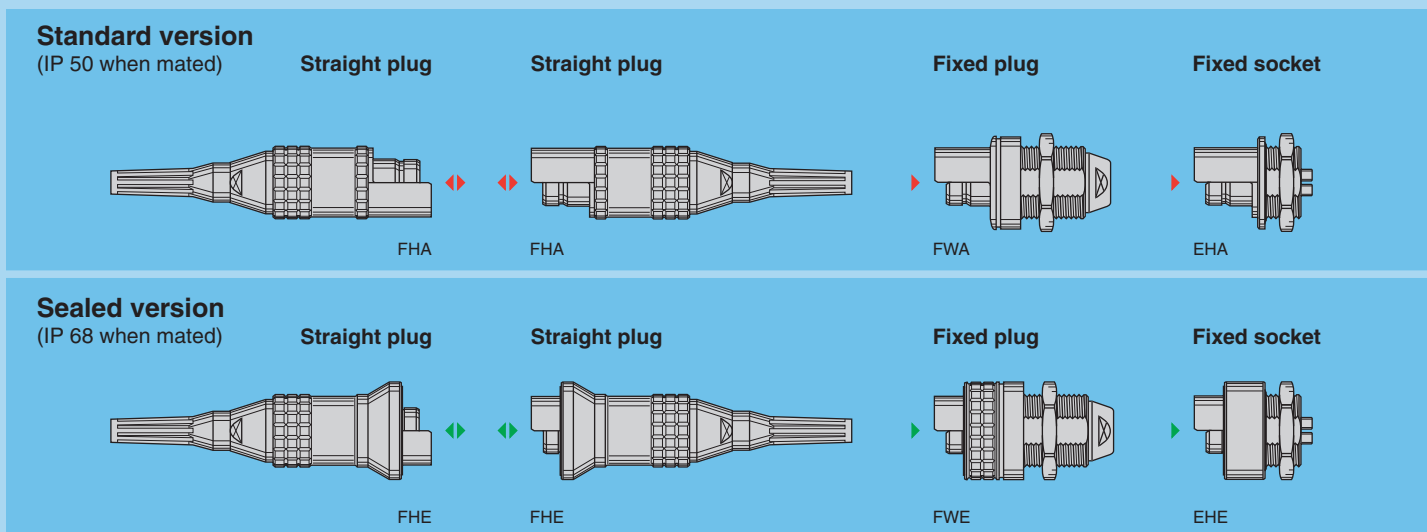 Standard version
(IP 50 when mated)
Straight plug
Straight plug
Fixed plug
Fixed socket
FHA
FHA
FWA
EHA
Sealed version
(IP 68 when mated)
Straight plug
Straight plug
Fixed plug
Fixed socket
FHE
FHE
FWE
EHE